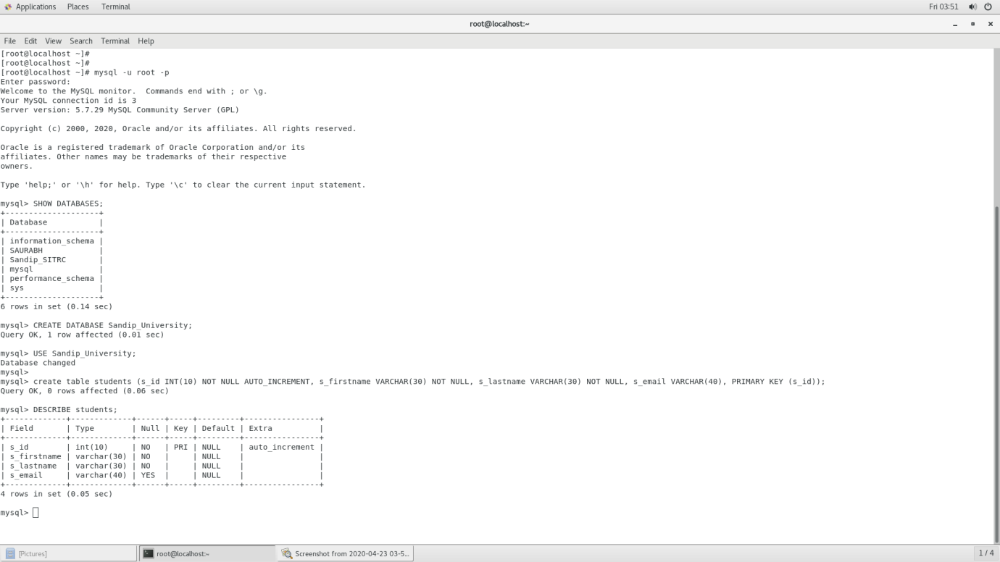 Applications Places Terminal Fri 03:51
root@localhost:~
File Edit View Search Terminal Help
[root@localhost ~]#
[root@localhost ~]#
[root@localhost ~]# mysql -u root -p
Enter password:
Welcome to the MySQL monitor.  Commands end with ; or \g.
Your MySQL connection id is 3
Server version: 5.7.29 MySQL Community Server (GPL)
Copyright (c) 2000, 2020, Oracle and/or its affiliates. All rights reserved.
Oracle is a registered trademark of Oracle Corporation and/or its
affiliates. Other names may be trademarks of their respective
owners.
Type 'help;' or '\h' for help. Type '\c' to clear the current input statement.
mysql> SHOW DATABASES;
+--------------------+
| Database           |
+--------------------+
| information_schema |
| SAURABH            |
| Sandip_SITRC       |
| mysql              |
| performance_schema |
| sys                |
+--------------------+
6 rows in set (0.14 sec)
mysql> CREATE DATABASE Sandip_University;
Query OK, 1 row affected (0.01 sec)
mysql> USE Sandip_University;
Database changed
mysql>
mysql> create table students (s_id INT(10) NOT NULL AUTO_INCREMENT, s_firstname VARCHAR(30) NOT NULL, s_lastname VARCHAR(30) NOT NULL, s_email VARCHAR(40), PRIMARY KEY (s_id));
Query OK, 0 rows affected (0.06 sec)
mysql> DESCRIBE students;
+-------------+-------------+------+-----+---------+----------------+
| Field       | Type        | Null | Key | Default | Extra          |
+-------------+-------------+------+-----+---------+----------------+
| s_id        | int(10)     | NO   | PRI | NULL    | auto_increment |
| s_firstname | varchar(30) | NO   |     | NULL    |                |
| s_lastname  | varchar(30) | NO   |     | NULL    |                |
| s_email     | varchar(40) | YES  |     | NULL    |                |
+-------------+-------------+------+-----+---------+----------------+
4 rows in set (0.05 sec)
mysql>
[Pictures] root@localhost:~ Screenshot from 2020-04-23 03-5... 1 / 4